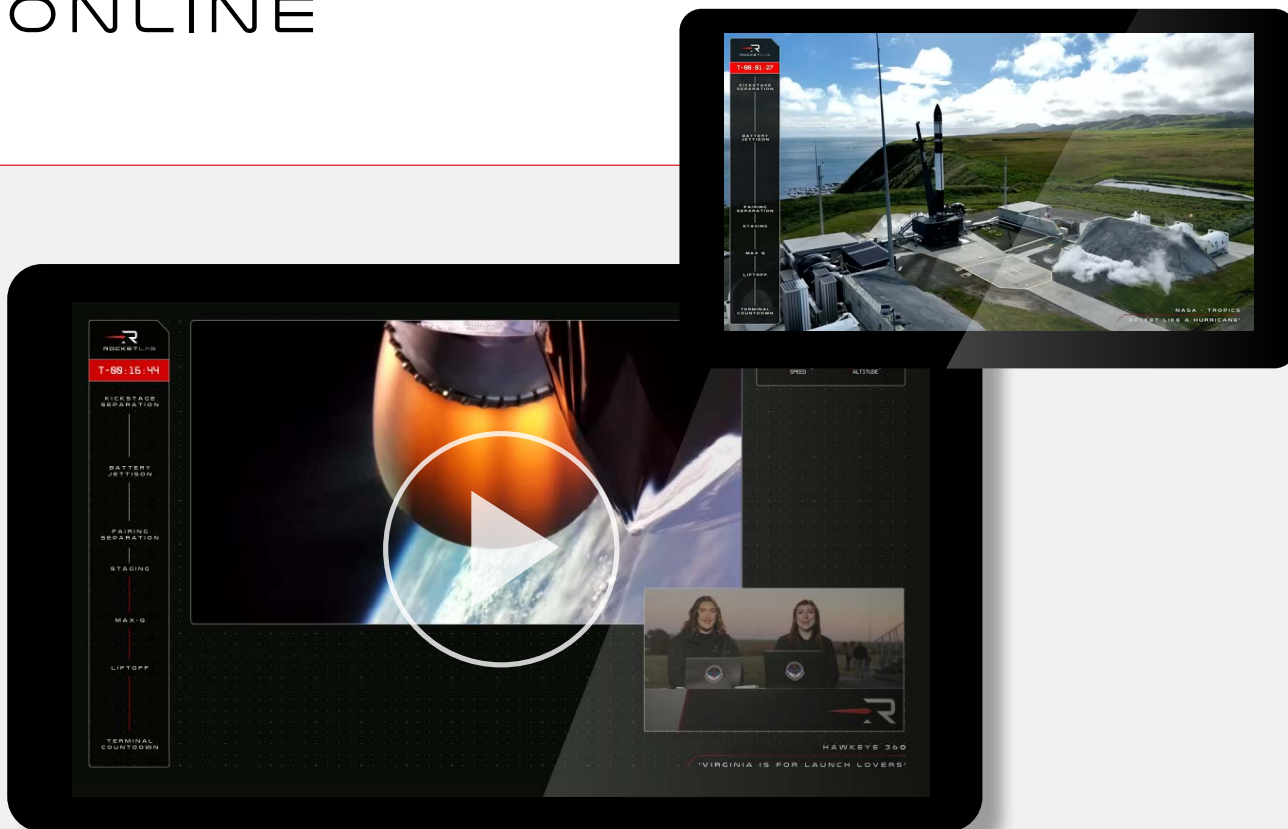 ONLINE
ROCKETLAB
T-00:01:27
KICKSTAGE
SEPARATION
BATTERY
JETTISON
FAIRING
SEPARATION
STAGING
MAX Q
LIFTOFF
TERMINAL
COUNTDOWN
NASA - TROPICS
'ROCKET LIKE A HURRICANE'
ROCKETLAB
T-00:16:44
KICKSTAGE
SEPARATION
BATTERY
JETTISON
FAIRING
SEPARATION
STAGING
MAX-Q
LIFTOFF
TERMINAL
COUNTDOWN
SPEED
ALTITUDE
HAWKEYE 360
'VIRGINIA IS FOR LAUNCH LOVERS'